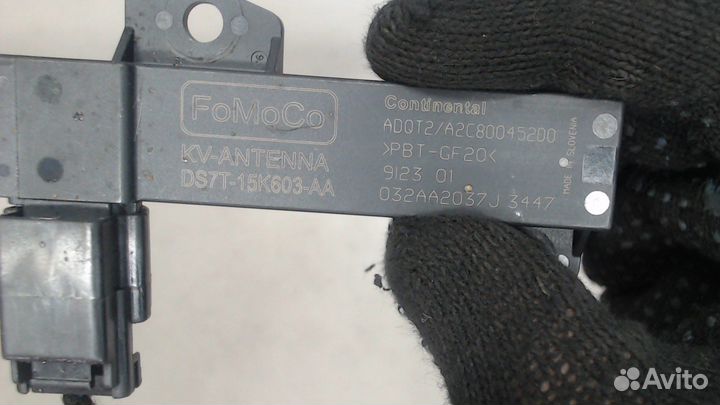 FoMoCo
KV-ANTENNA
DS7T-15K603-AA
Continental
ADQT2/A2C80045200
>PBT-GF20<
9123 01
032AA2037J 3447
MADE IN SLOVENIA
Avito